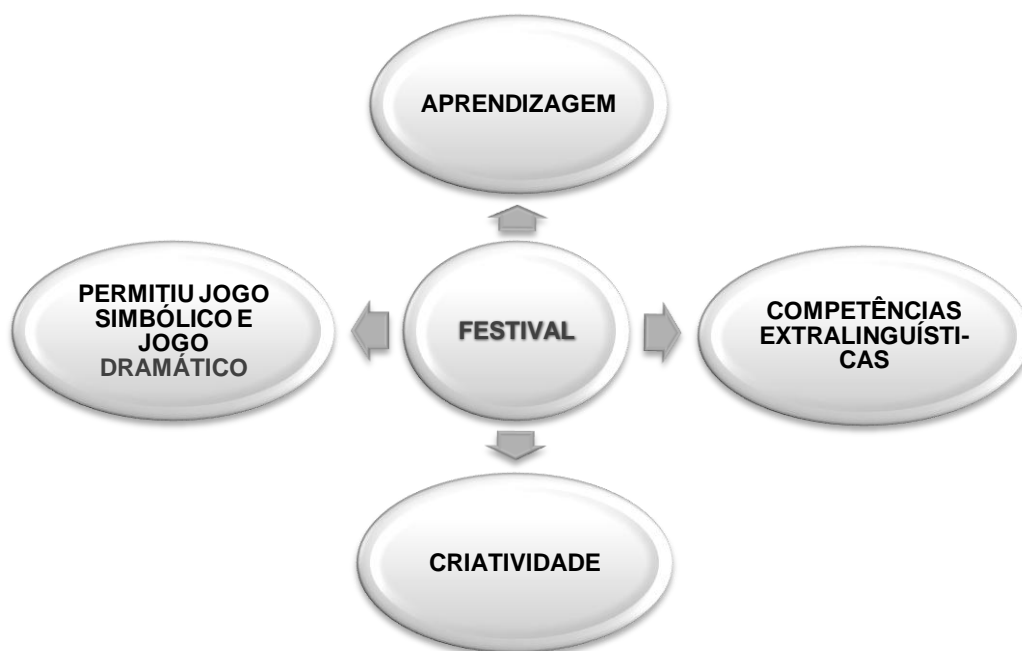 APRENDIZAGEM
PERMITIU JOGO
SIMBÓLICO E
JOGO
DRAMÁTICO
FESTIVAL
COMPETÊNCIAS
EXTRALINGUÍSTI-
CAS
CRIATIVIDADE